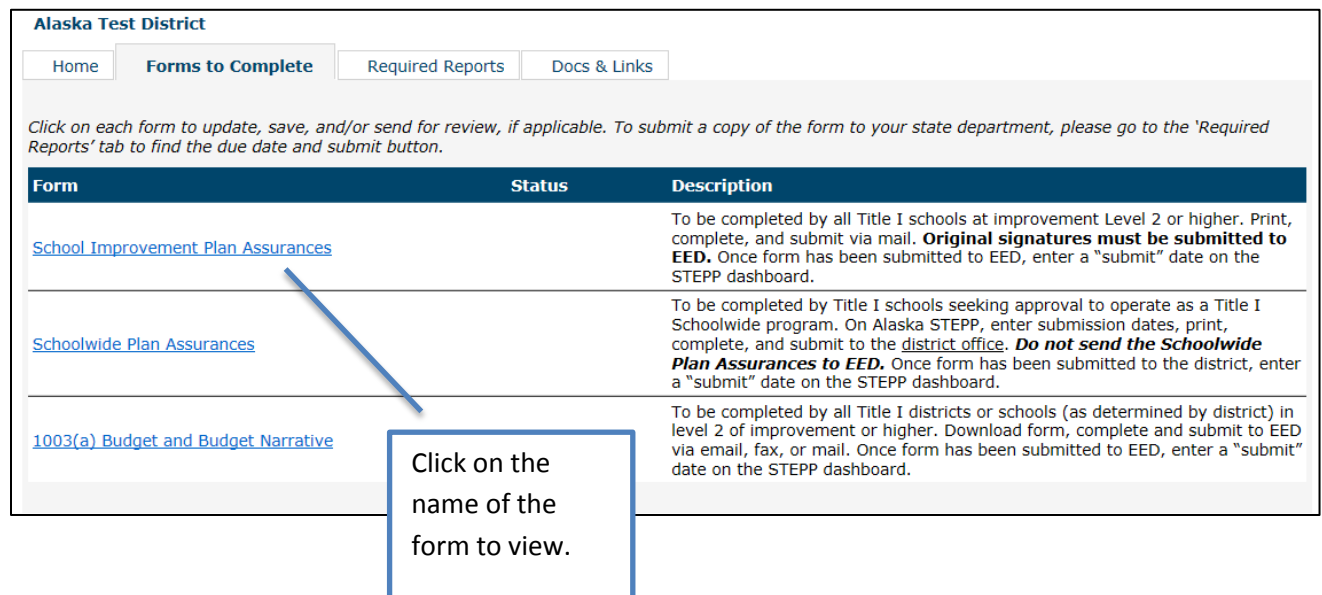 Alaska Test District
Home Forms to Complete Required Reports Docs & Links
Click on each form to update, save, and/or send for review, if applicable. To submit a copy of the form to your state department, please go to the ‘Required
Reports’ tab to find the due date and submit button.
Form Status Description
School Improvement Plan Assurances
To be completed by all Title I schools at improvement Level 2 or higher. Print,
complete, and submit via mail. Original signatures must be submitted to
EED. Once form has been submitted to EED, enter a “submit” date on the
STEPP dashboard.
Schoolwide Plan Assurances
To be completed by Title I schools seeking approval to operate as a Title I
Schoolwide program. On Alaska STEPP, enter submission dates, print,
complete, and submit to the district office. Do not send the Schoolwide
Plan Assurances to EED. Once form has been submitted to the district, enter
a “submit” date on the STEPP dashboard.
1003(a) Budget and Budget Narrative
To be completed by all Title I districts or schools (as determined by district) in
level 2 of improvement or higher. Download form, complete and submit to EED
via email, fax, or mail. Once form has been submitted to EED, enter a “submit”
date on the STEPP dashboard.
Click on the
name of the
form to view.